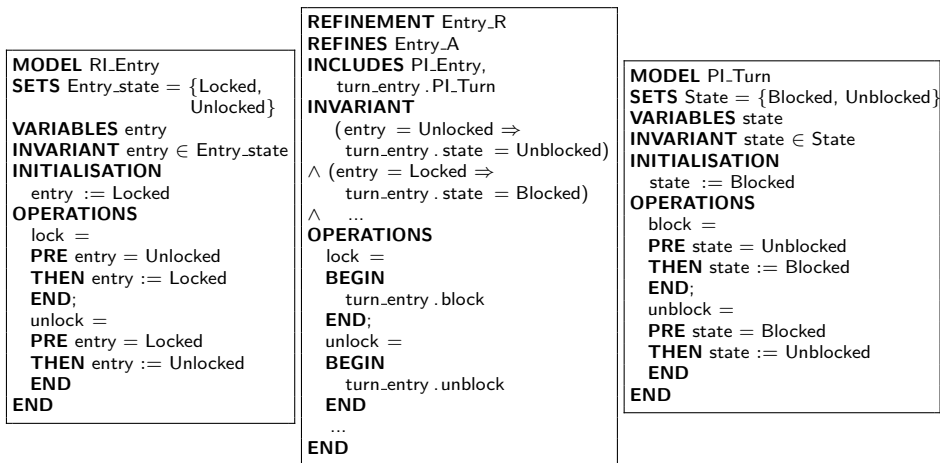 MODEL RI_Entry
SETS Entry_state = {Locked,
Unlocked}
VARIABLES entry
INVARIANT entry ∈ Entry_state
INITIALISATION
entry := Locked
OPERATIONS
lock =
PRE entry = Unlocked
THEN entry := Locked
END;
unlock =
PRE entry = Locked
THEN entry := Unlocked
END
END
REFINEMENT Entry_R
REFINES Entry_A
INCLUDES PI_Entry,
turn_entry.PI_Turn
INVARIANT
(entry = Unlocked ⇒
turn_entry.state = Unblocked)
∧ (entry = Locked ⇒
turn_entry.state = Blocked)
∧ ...
OPERATIONS
lock =
BEGIN
turn_entry.block
END;
unlock =
BEGIN
turn_entry.unblock
END
...
END
MODEL PI_Turn
SETS State = {Blocked, Unblocked}
VARIABLES state
INVARIANT state ∈ State
INITIALISATION
state := Blocked
OPERATIONS
block =
PRE state = Unblocked
THEN state := Blocked
END;
unblock =
PRE state = Blocked
THEN state := Unblocked
END
END